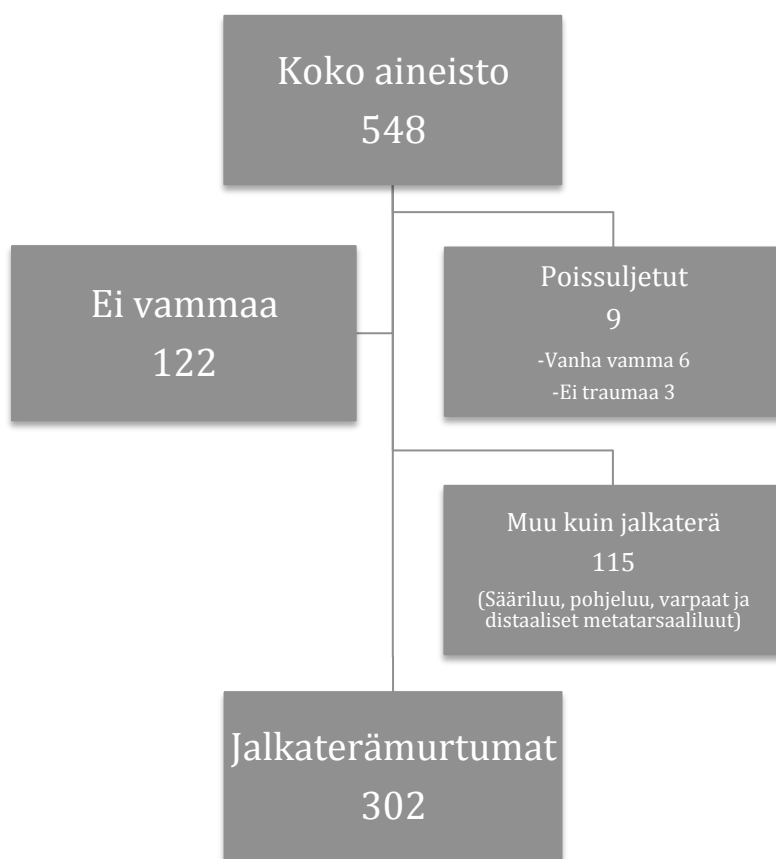 Koko aineisto
548
Ei vammaa
122
Poissuljetut
9
-Vanha vamma 6
-Ei traumaa 3
Muu kuin jalkaterä
115
(Sääriluu, pohjeluu, varpaat ja
distaaliset metatarsaaliluut)
Jalkaterämurtumat
302